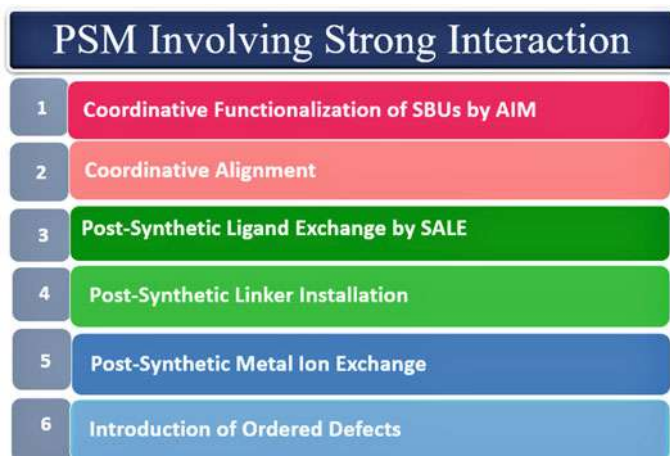 PSM Involving Strong Interaction
1 Coordinative Functionalization of SBUs by AIM
2 Coordinative Alignment
3 Post-Synthetic Ligand Exchange by SALE
4 Post-Synthetic Linker Installation
5 Post-Synthetic Metal Ion Exchange
6 Introduction of Ordered Defects